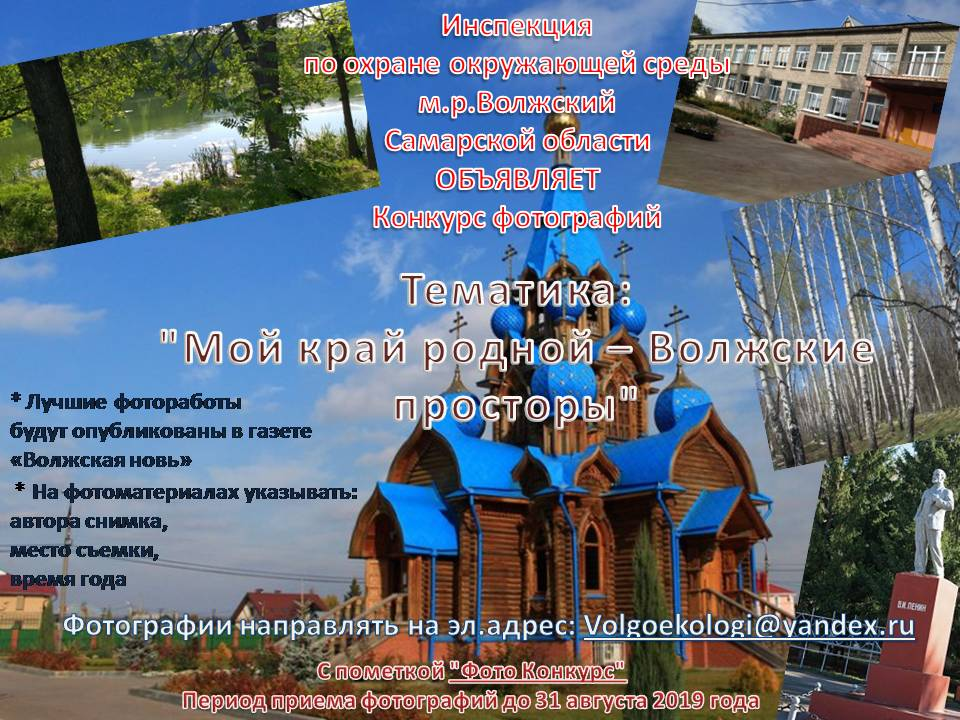 Инспекция
по охране окружающей среды
м.р.Волжский
Самарской области
ОБЪЯВЛЯЕТ
Конкурс фотографий
Тематика:
"Мой край родной – Волжские
просторы"
* Лучшие фотоработы
будут опубликованы в газете
«Волжская новь»
* На фотоматериалах указывать:
автора снимка,
место съемки,
время года
В.И. ЛЕНИН
Фотографии направлять на эл.адрес: Volgoekologi@yandex.ru
С пометкой "Фото Конкурс"
Период приема фотографий до 31 августа 2019 года